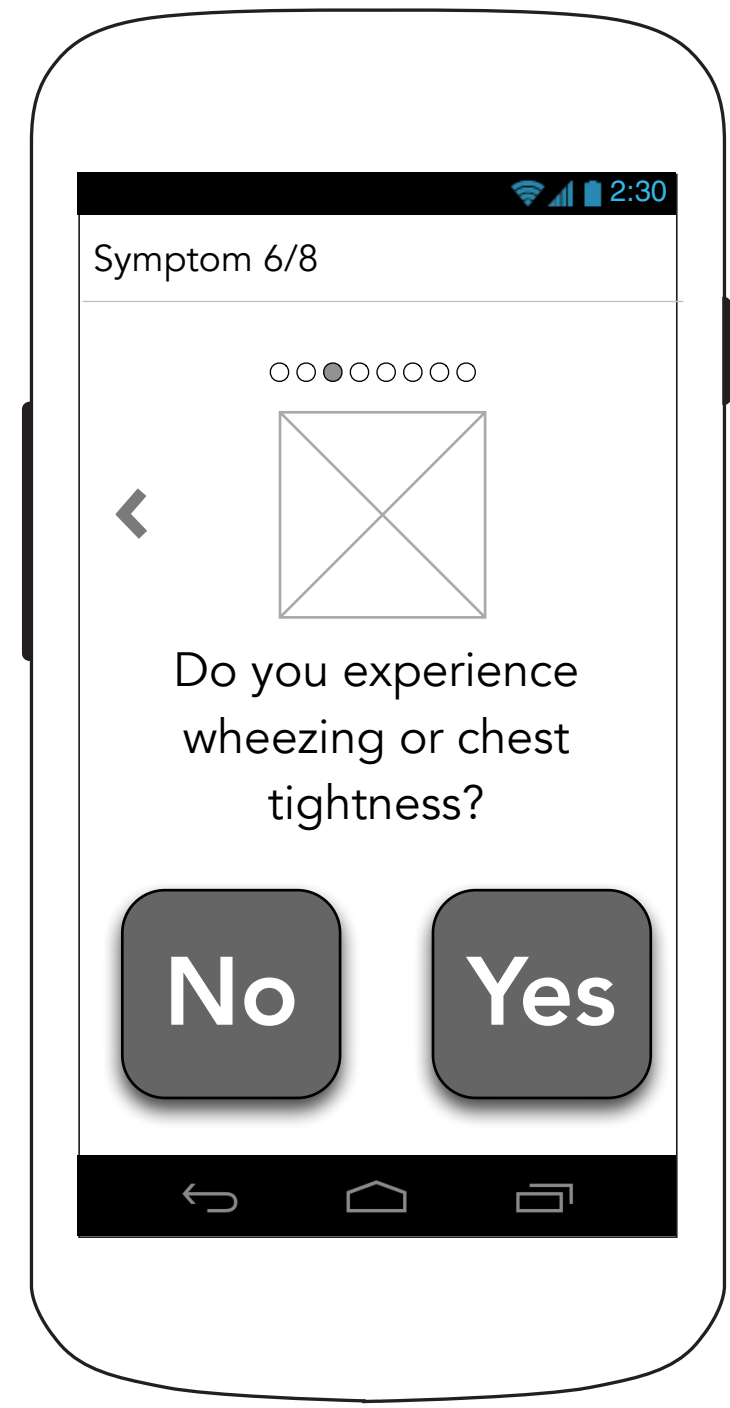 2:30
Symptom 6/8
Do you experience
wheezing or chest
tightness?
No
Yes